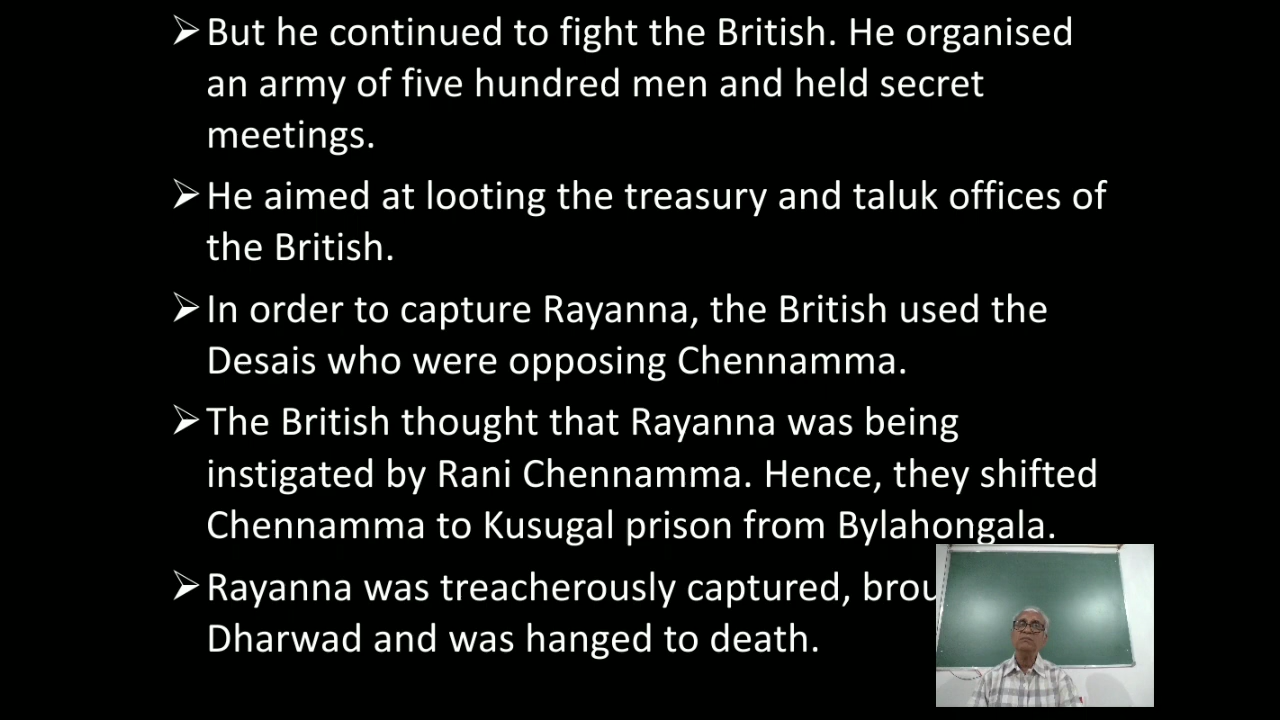 But he continued to fight the British. He organised
an army of five hundred men and held secret
meetings.
He aimed at looting the treasury and taluk offices of
the British.
In order to capture Rayanna, the British used the
Desais who were opposing Chennamma.
The British thought that Rayanna was being
instigated by Rani Chennamma. Hence, they shifted
Chennamma to Kusugal prison from Bylahongala.
Rayanna was treacherously captured,
Dharwad and was hanged to death.